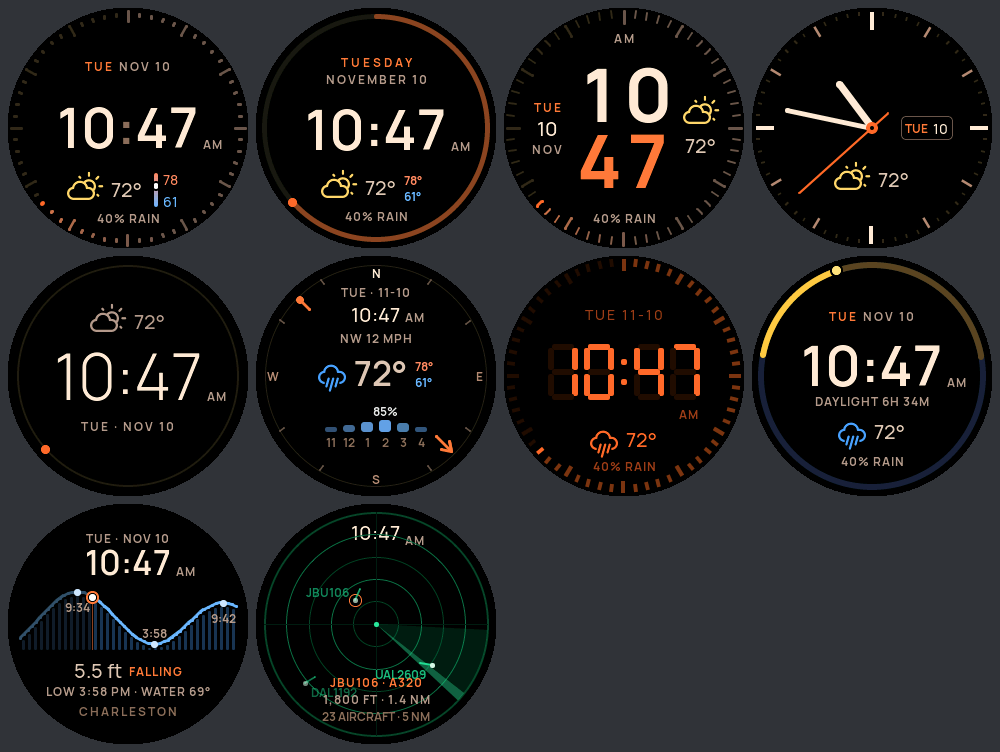 TUE NOV 10
10:47 AM
72° 78
61
40% RAIN
TUESDAY
NOVEMBER 10
10:47 AM
72° 78°
61°
40% RAIN
AM
TUE
10
NOV
10
47
72°
40% RAIN
TUE 10
72°
72°
10:47 AM
TUE · NOV 10
N
TUE · 11-10
10:47 AM
NW 12 MPH
W
72° 78°
61°
E
85%
11 12 1 2 3 4
S
TUE 11-10
10:47
AM
72°
40% RAIN
TUE NOV 10
10:47 AM
DAYLIGHT 6H 34M
72°
40% RAIN
TUE · NOV 10
10:47 AM
9:34
3:58
9:42
5.5 ft FALLING
LOW 3:58 PM · WATER 69°
CHARLESTON
10:47 AM
JBU106
UAL2609
JBU106 · A320
DAL1192
1,800 FT · 1.4 NM
23 AIRCRAFT · 5 NM